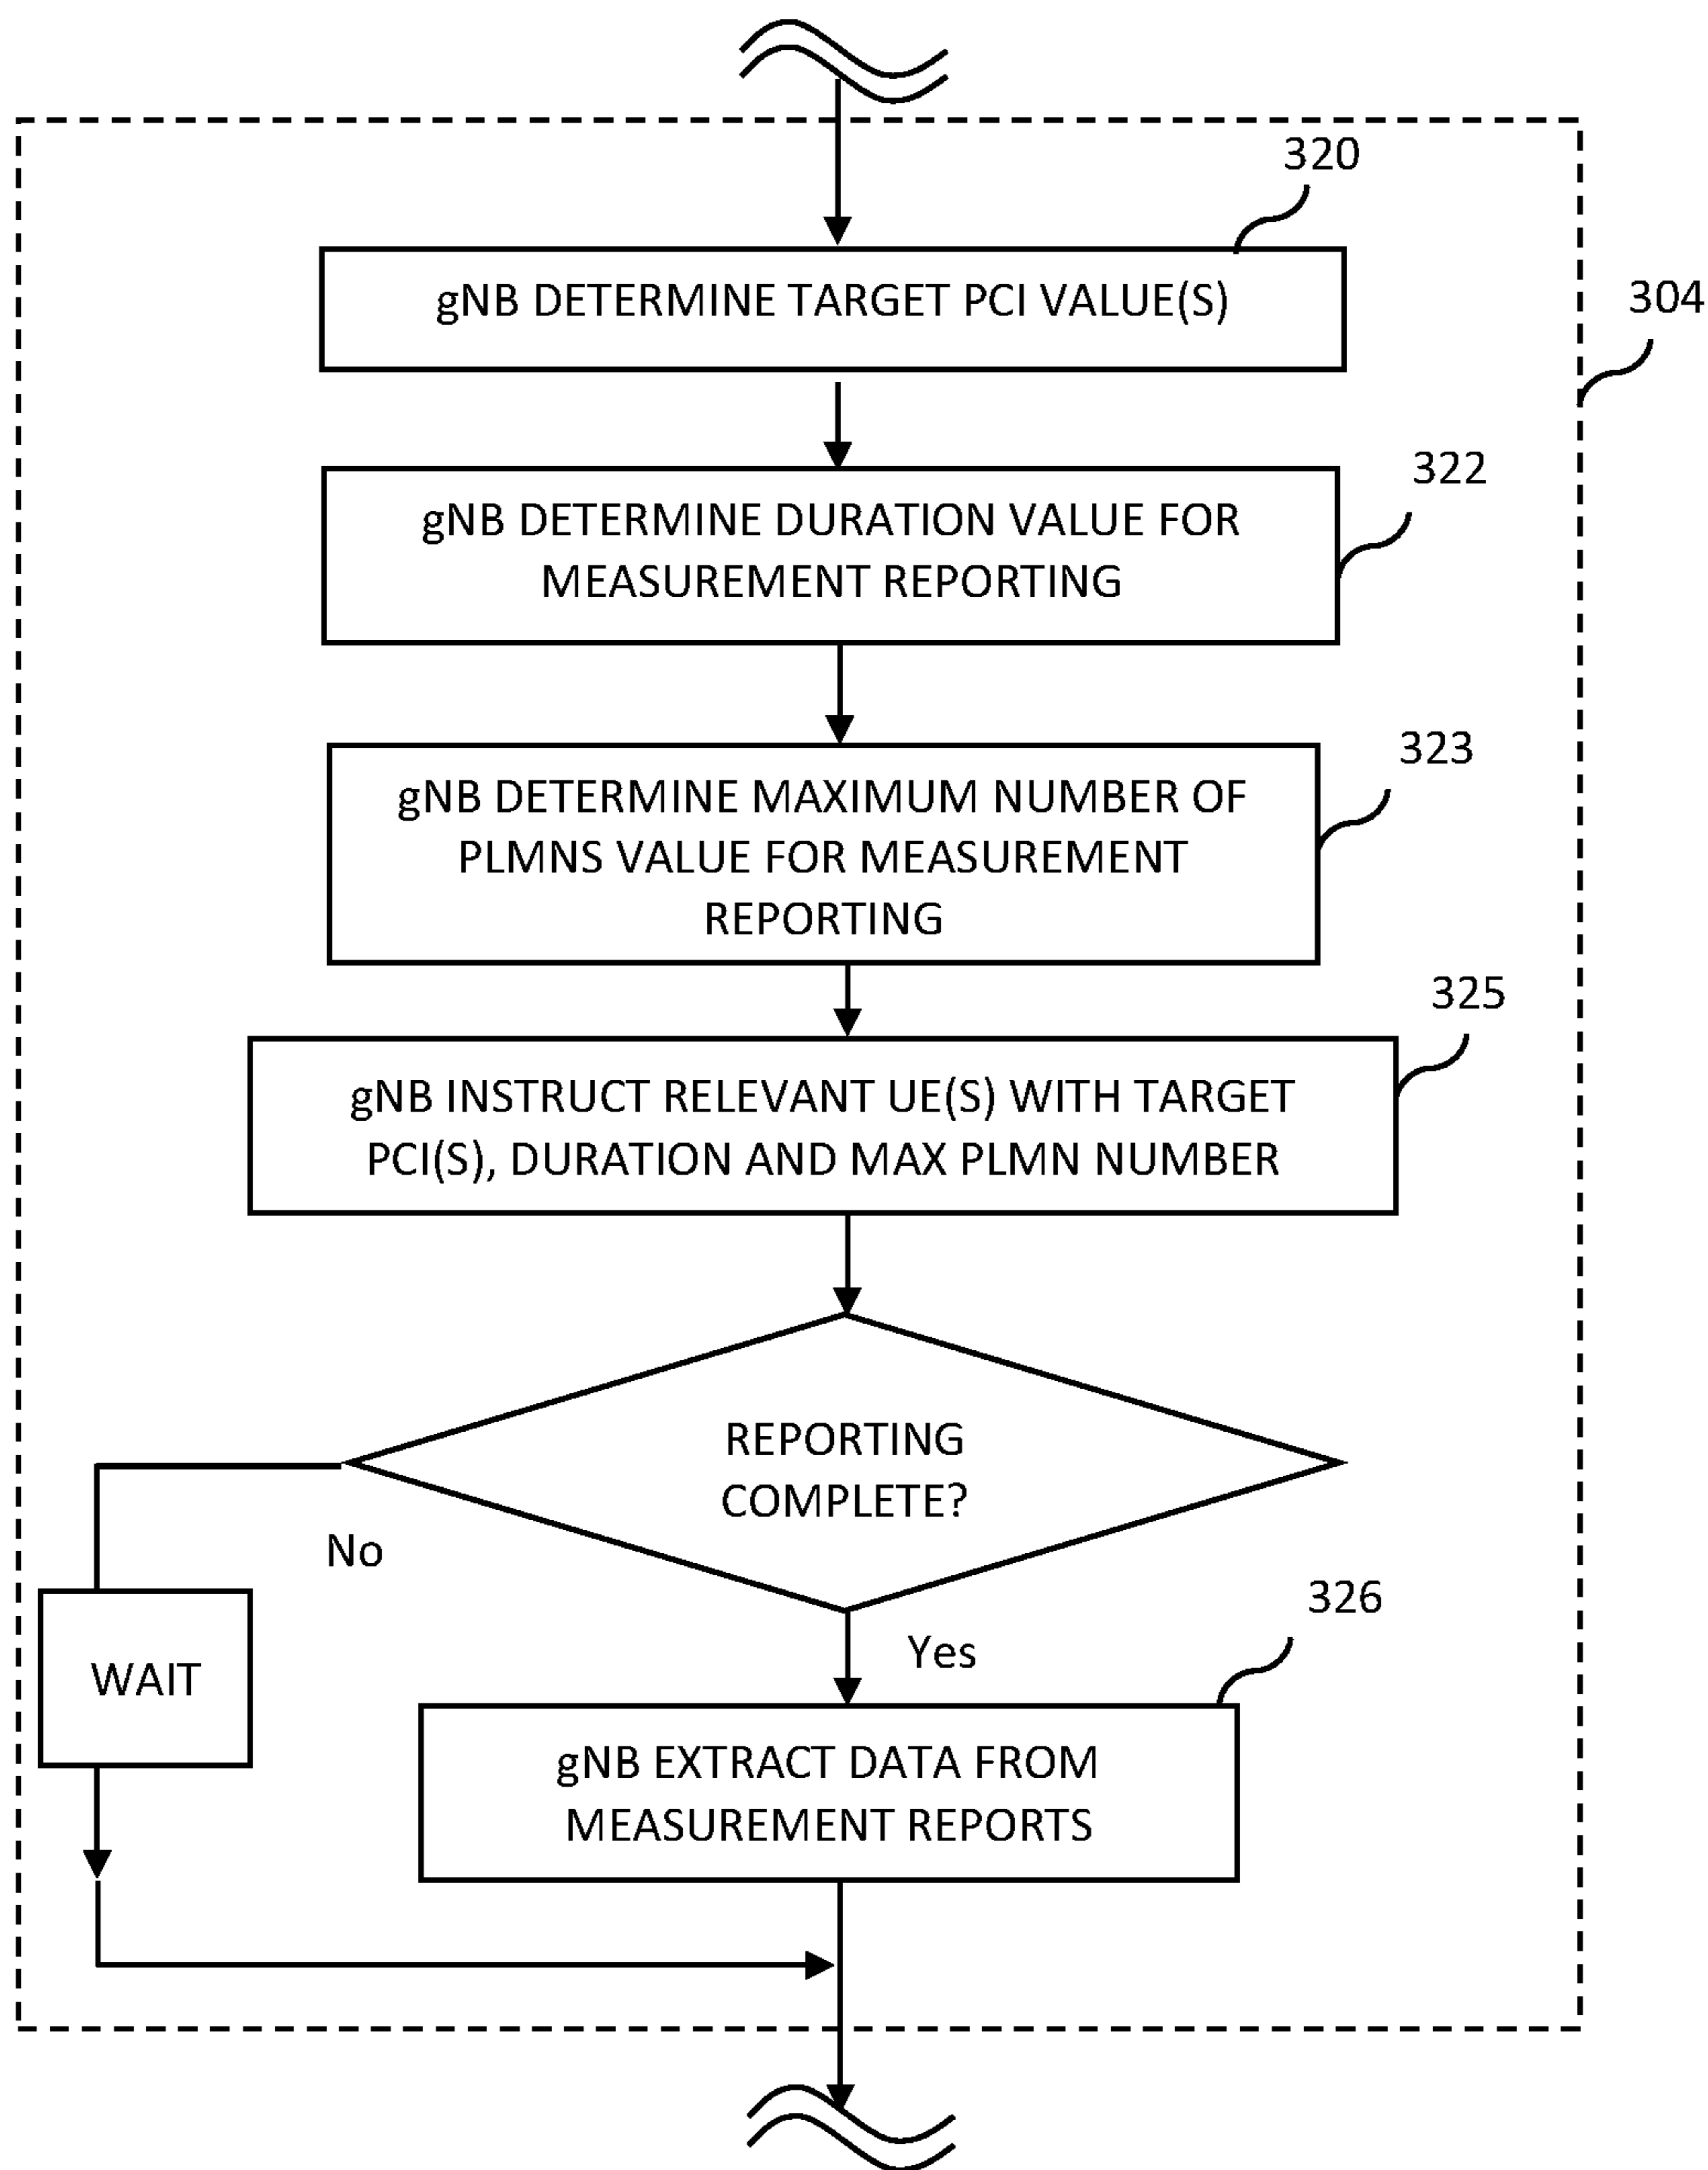 320
gNB DETERMINE TARGET PCI VALUE(S)
304
322
gNB DETERMINE DURATION VALUE FOR
MEASUREMENT REPORTING
323
gNB DETERMINE MAXIMUM NUMBER OF
PLMNS VALUE FOR MEASUREMENT
REPORTING
325
gNB INSTRUCT RELEVANT UE(S) WITH TARGET
PCI(S), DURATION AND MAX PLMN NUMBER
REPORTING
COMPLETE?
No
326
Yes
WAIT
gNB EXTRACT DATA FROM
MEASUREMENT REPORTS